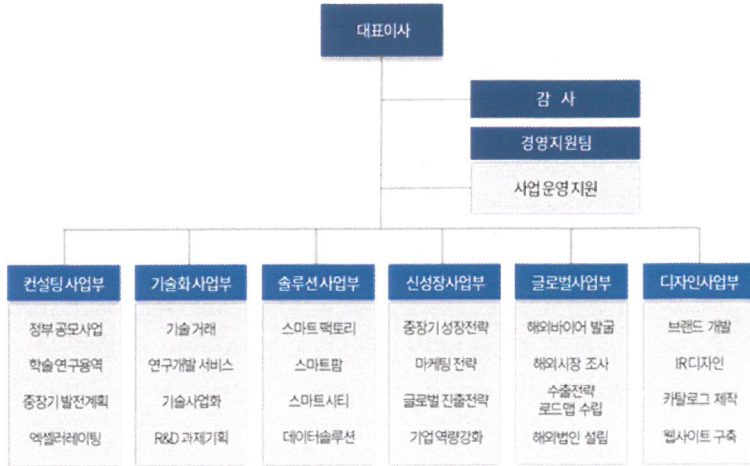 대표이사
감 사
경영지원팀
사업 운영 지원
컨설팅사업부
정부 공모사업
학술 연구용역
중장기 발전계획
엑셀러레이팅
기술화사업부
기술 거래
연구개발 서비스
기술사업화
R&D 과제기획
솔루션사업부
스마트 팩토리
스마트팜
스마트시티
데이터솔루션
신성장사업부
중장기 성장전략
마케팅 전략
글로벌 진출전략
기업 역량강화
글로벌사업부
해외바이어 발굴
해외시장 조사
수출전략
로드맵 수립
해외법인 설립
디자인사업부
브랜드 개발
IR디자인
카탈로그 제작
웹사이트 구축